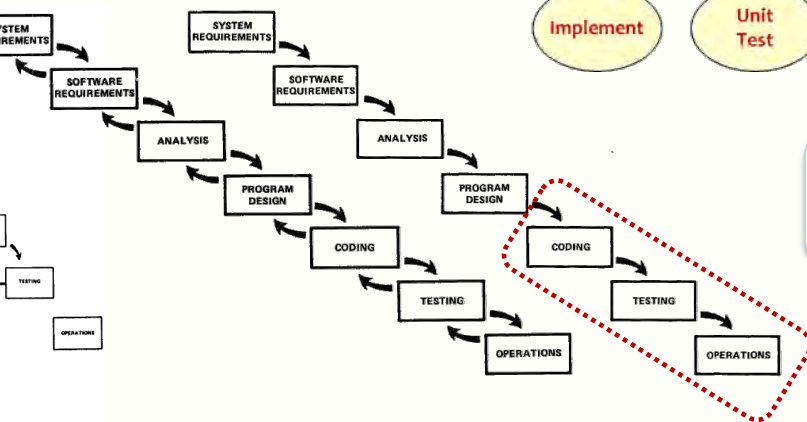 SYSTEM
REQUIREMENTS
SOFTWARE
REQUIREMENTS
ANALYSIS
PROGRAM
DESIGN
CODING
TESTING
OPERATIONS
SYSTEM
REQUIREMENTS
SOFTWARE
REQUIREMENTS
ANALYSIS
PROGRAM
DESIGN
CODING
TESTING
OPERATIONS
Implement
Unit
Test
TESTING
OPERATIONS